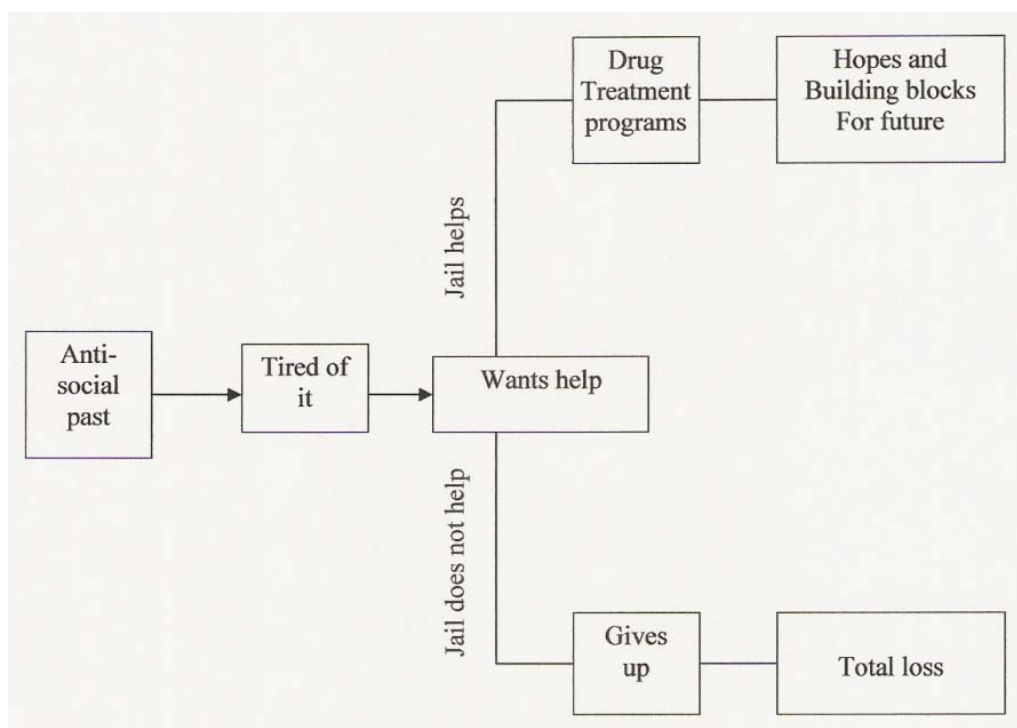 Drug
Treatment
programs
Hopes and
Building blocks
For future
Jail helps
Anti-
social
past
Tired of
it
Wants help
Jail does not help
Gives
up
Total loss